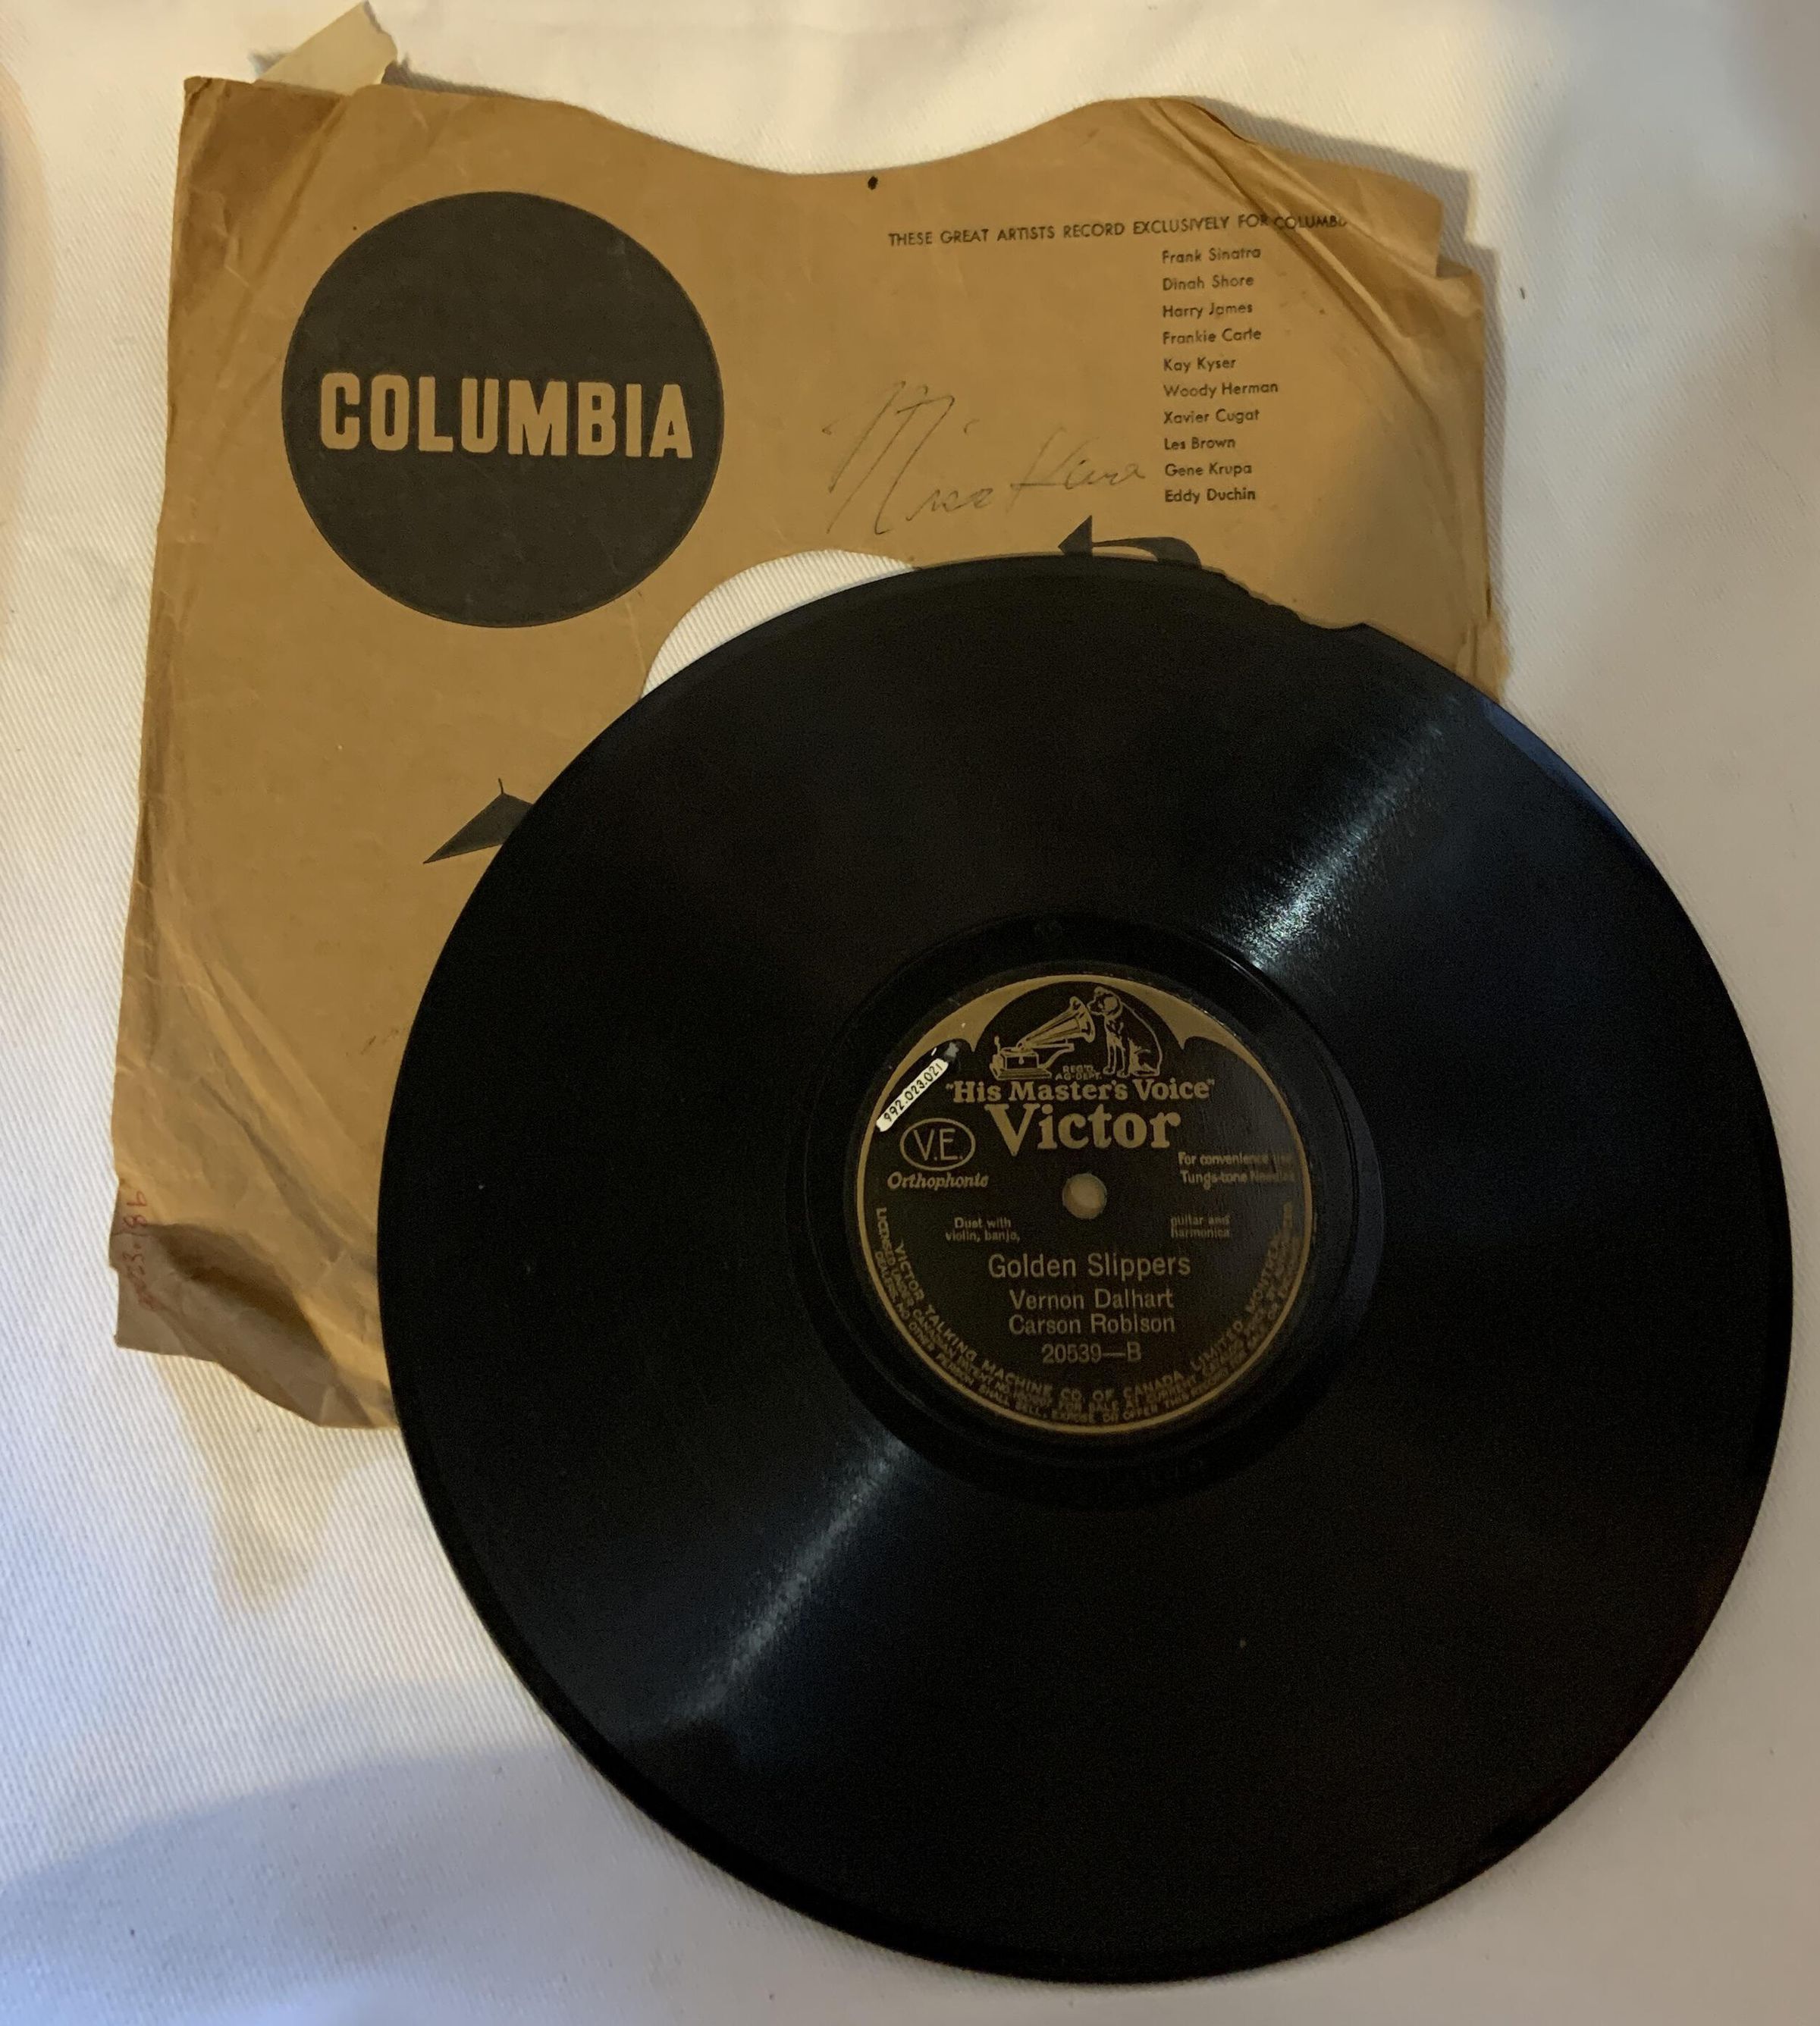 COLUMBIA
THESE GREAT ARTISTS RECORD EXCLUSIVELY FOR COLUMBIA
Frank Sinatra
Dinah Shore
Harry James
Frankie Carle
Kay Kyser
Woody Herman
Xavier Cugat
Les Brown
Gene Krupa
Eddy Duchin
992.023.021
"His Master's Voice"
Victor
V.E.
Orthophonic
For convenience use
Tungs-tone Needles
Duet with
violin, banjo,
guitar and
harmonica
Golden Slippers
Vernon Dalhart
Carson Robison
20539—B
VICTOR TALKING MACHINE CO. OF CANADA, LIMITED, MONTREAL